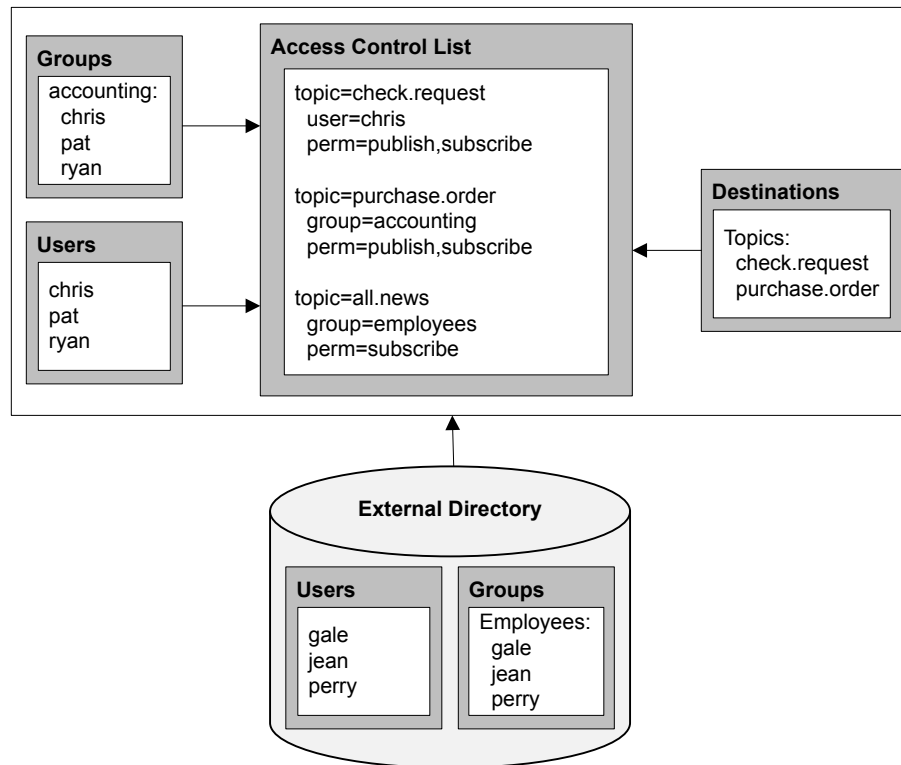 Groups
accounting:
chris
pat
ryan
Users
chris
pat
ryan
Access Control List
topic=check.request
user=chris
perm=publish,subscribe
topic=purchase.order
group=accounting
perm=publish,subscribe
topic=all.news
group=employees
perm=subscribe
Destinations
Topics:
check.request
purchase.order
External Directory
Users
gale
jean
perry
Groups
Employees:
gale
jean
perry